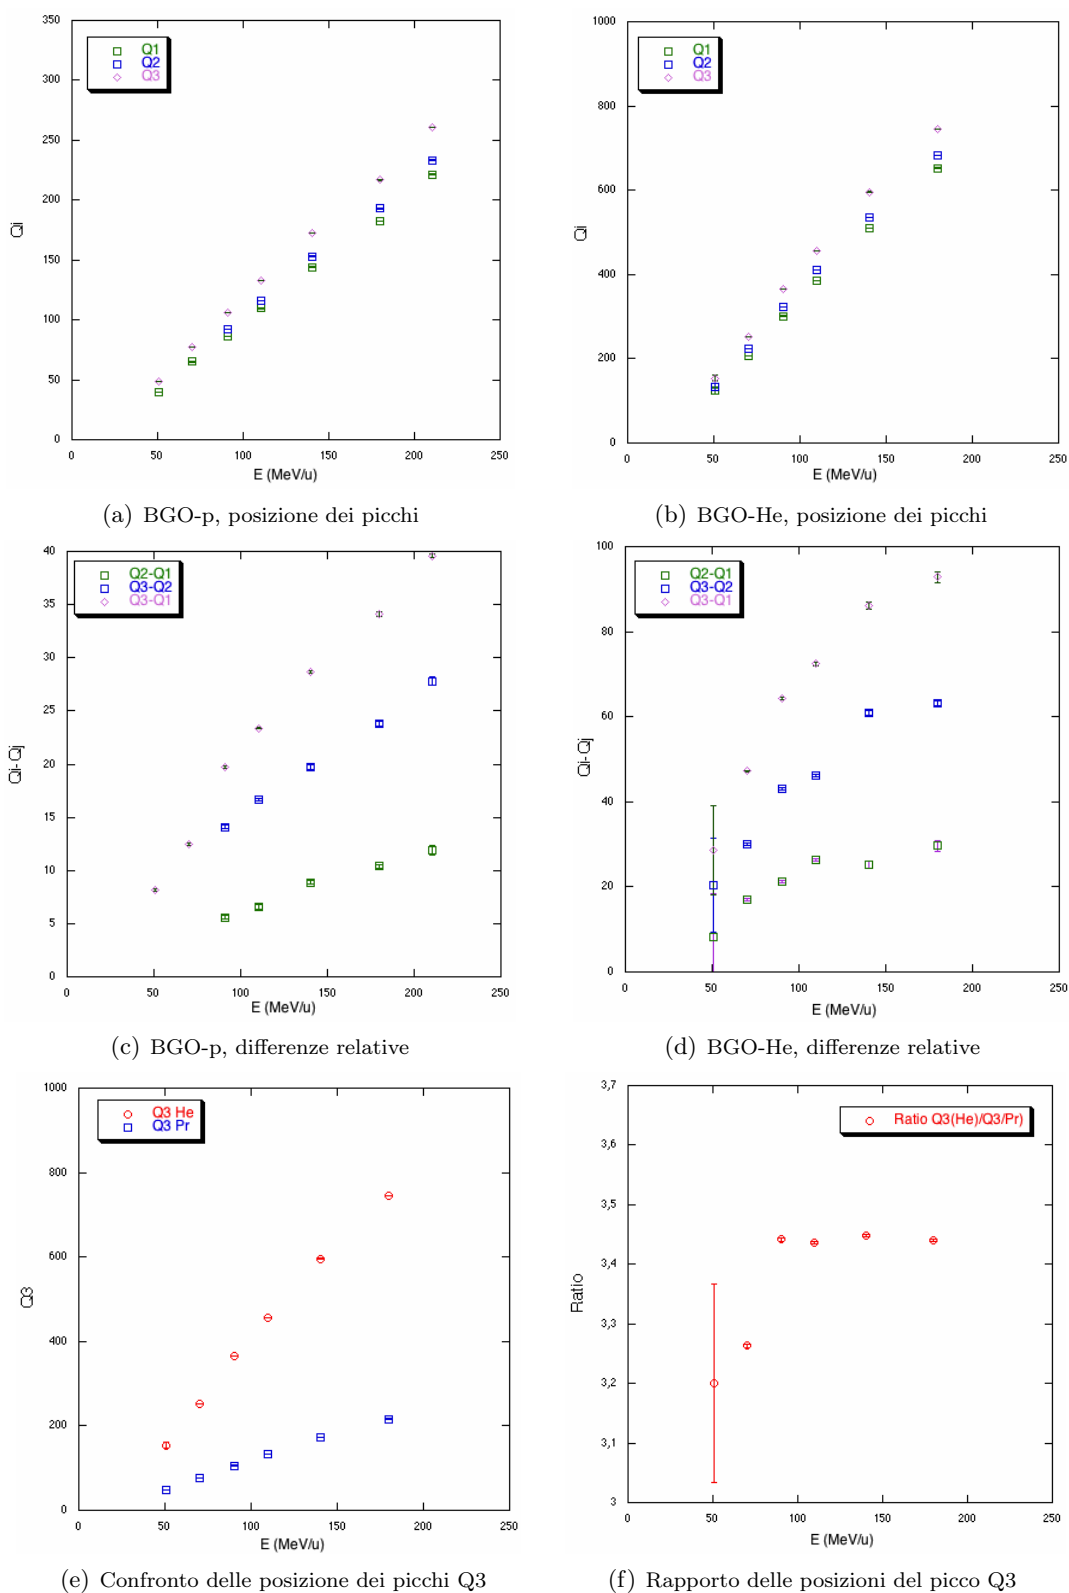 350
300
250
200
150
100
50
0
Q1
Q2
Q3
Qi
0
50
100
150
200
250
E (MeV/u)
(a) BGO-p, posizione dei picchi
1000
800
600
400
200
0
Q1
Q2
Q3
Qi
0
50
100
150
200
250
E (MeV/u)
(b) BGO-He, posizione dei picchi
40
35
30
25
20
15
10
5
0
Q2-Q1
Q3-Q2
Q3-Q1
Qi-Qj
0
50
100
150
200
250
E (MeV/u)
(c) BGO-p, differenze relative
100
80
60
40
20
0
Q2-Q1
Q3-Q2
Q3-Q1
Qi-Qj
0
50
100
150
200
250
E (MeV/u)
(d) BGO-He, differenze relative
1000
800
600
400
200
0
Q3 He
Q3 Pr
Q3
0
50
100
150
200
250
E (MeV/u)
(e) Confronto delle posizione dei picchi Q3
3,7
3,6
3,5
3,4
3,3
3,2
3,1
3
Ratio Q3(He)/Q3/Pr)
Ratio
0
50
100
150
200
250
E (MeV/u)
(f) Rapporto delle posizioni del picco Q3